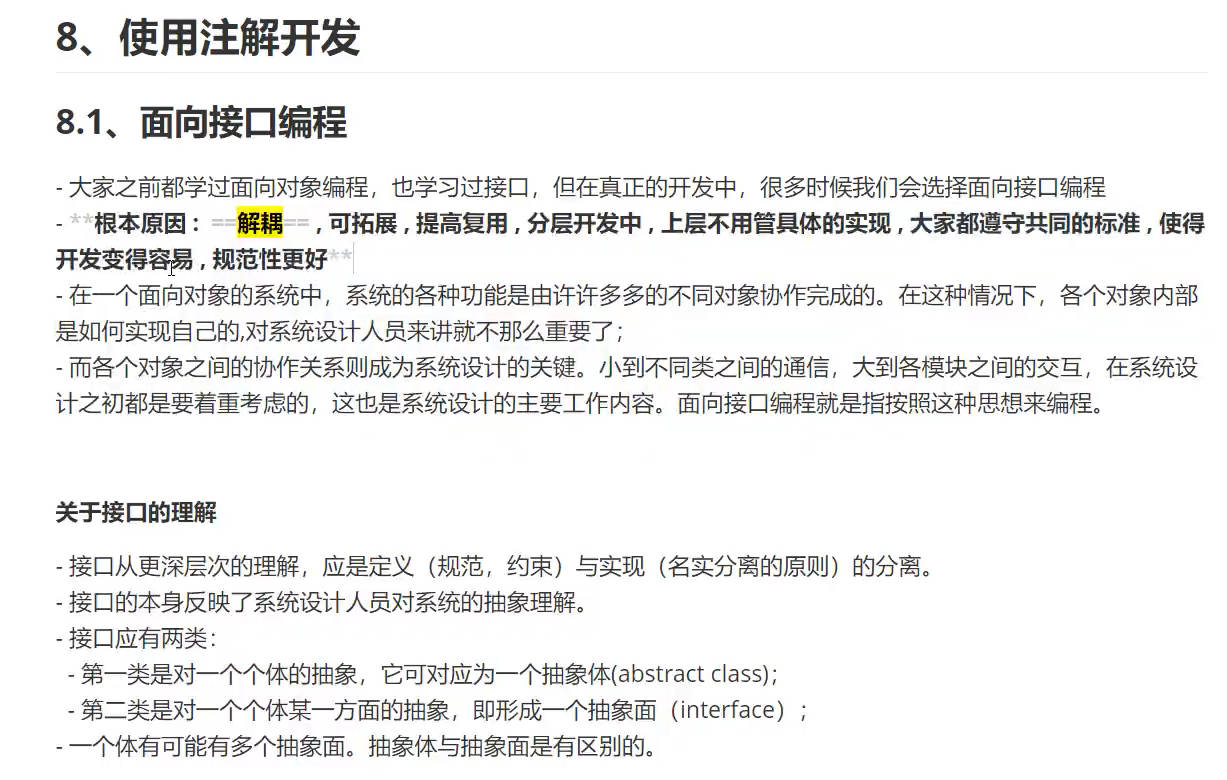 8、使用注解开发
8.1、面向接口编程
- 大家之前都学过面向对象编程，也学习过接口，但在真正的开发中，很多时候我们会选择面向接口编程
- **根本原因 :  ==解耦== , 可拓展 , 提高复用 , 分层开发中 , 上层不用管具体的实现 , 大家都遵守共同的标准 , 使得
开发变得容易 , 规范性更好**
- 在一个面向对象的系统中，系统的各种功能是由许许多多的不同对象协作完成的。在这种情况下，各个对象内部
是如何实现自己的,对系统设计人员来讲就不那么重要了；
- 而各个对象之间的协作关系则成为系统设计的关键。小到不同类之间的通信，大到各模块之间的交互，在系统设
计之初都是要着重考虑的，这也是系统设计的主要工作内容。面向接口编程就是指按照这种思想来编程。
关于接口的理解
- 接口从更深层次的理解，应是定义（规范，约束）与实现（名实分离的原则）的分离。
- 接口的本身反映了系统设计人员对系统的抽象理解。
- 接口应有两类：
- 第一类是对一个个体的抽象，它可对应为一个抽象体(abstract class)；
- 第二类是对一个个体某一方面的抽象，即形成一个抽象面（interface）；
- 一个体有可能有多个抽象面。抽象体与抽象面是有区别的。